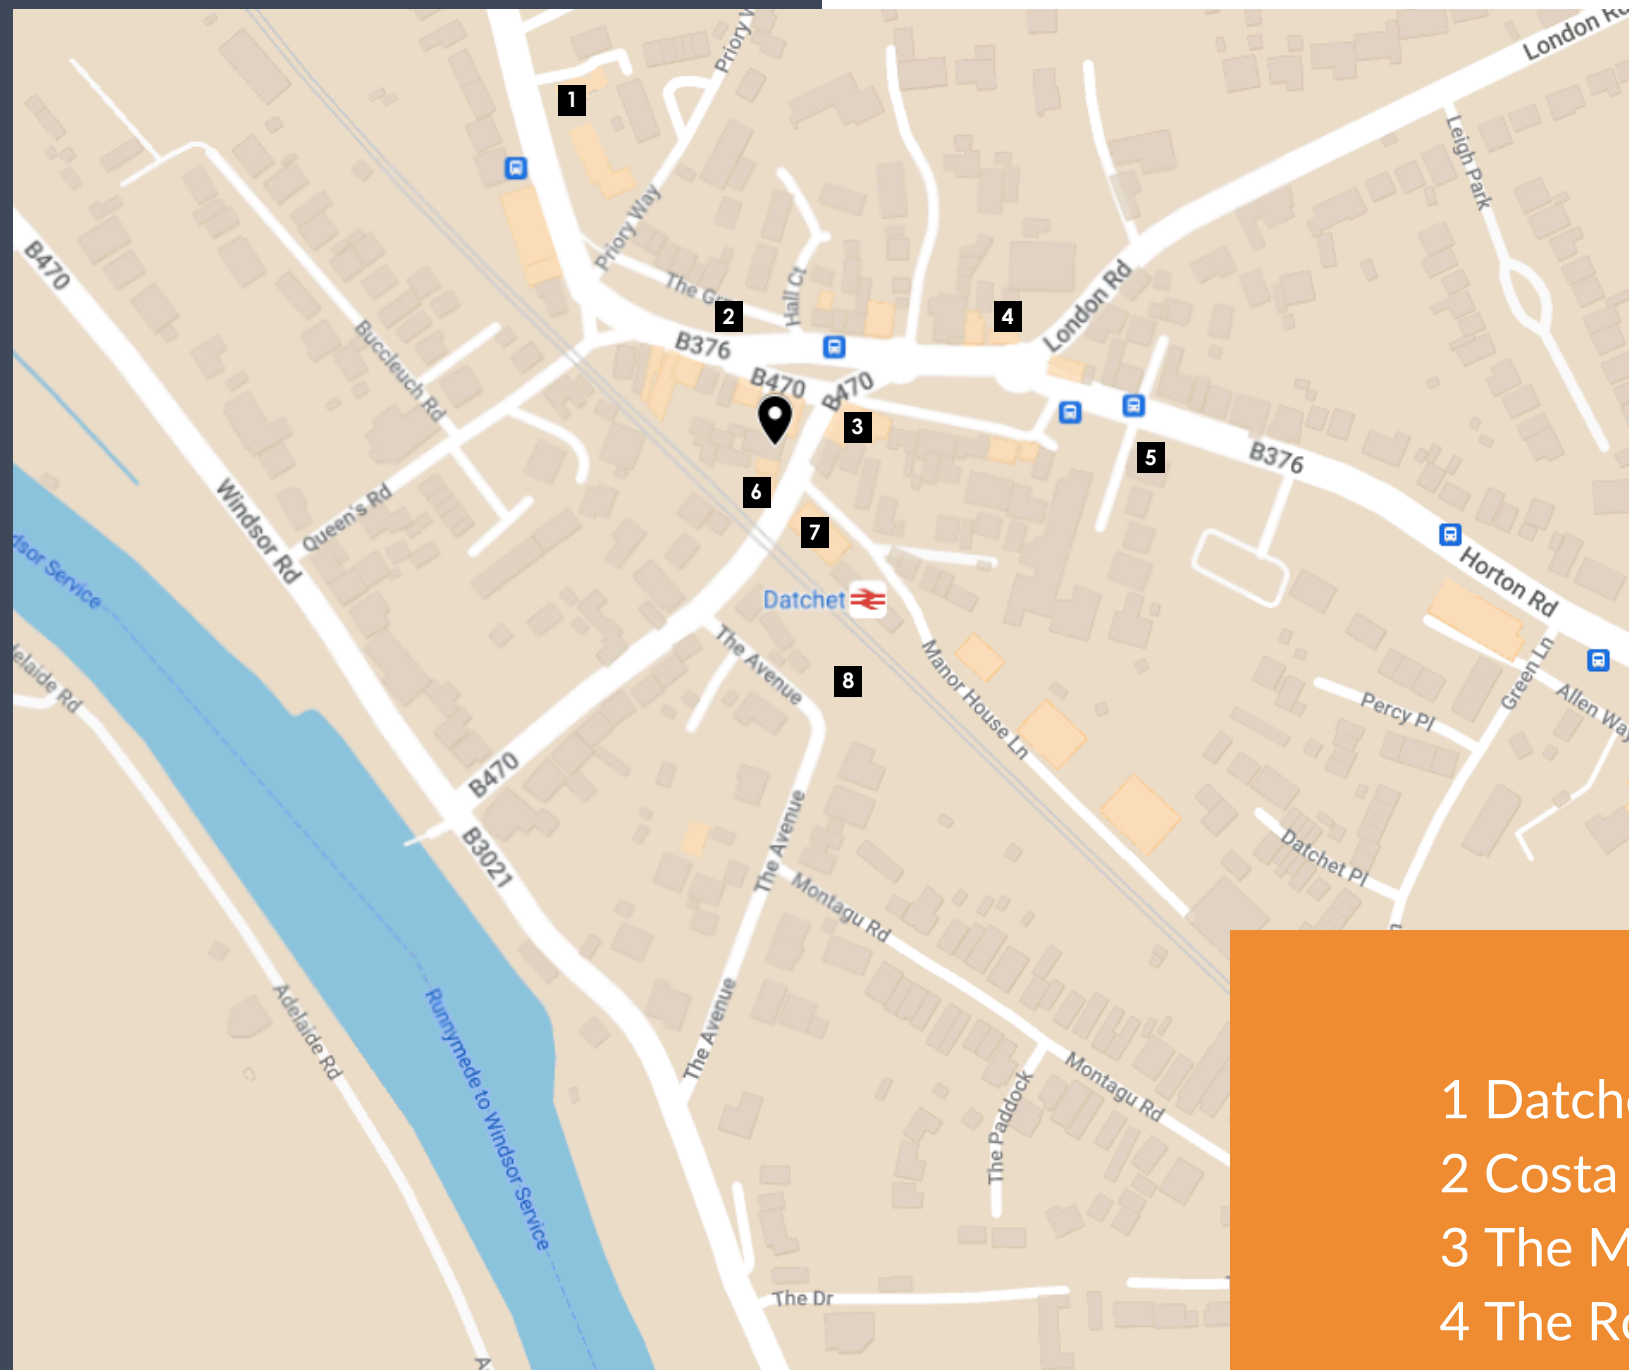 London
Priory
1
Leigh Park
Priory Way
B470
The
Hall Ct
2
4
London Rd
B376
Buccleuch Rd
B470
B470
3
5
B376
Windsor Rd
Queen's Rd
6
7
Service
Horton Rd
Datchet
The Avenue
8
Manor House Ln
Green Ln
Rd
Percy Pl
Allen Way
B470
B3021
The Avenue
Datchet Pl
Montagu Rd
Adelaide Rd
Runnymede to Windsor Service
The Avenue
The Paddock
Montagu Rd
The Dr
1 Datch
2 Costa
3 The M
4 The R